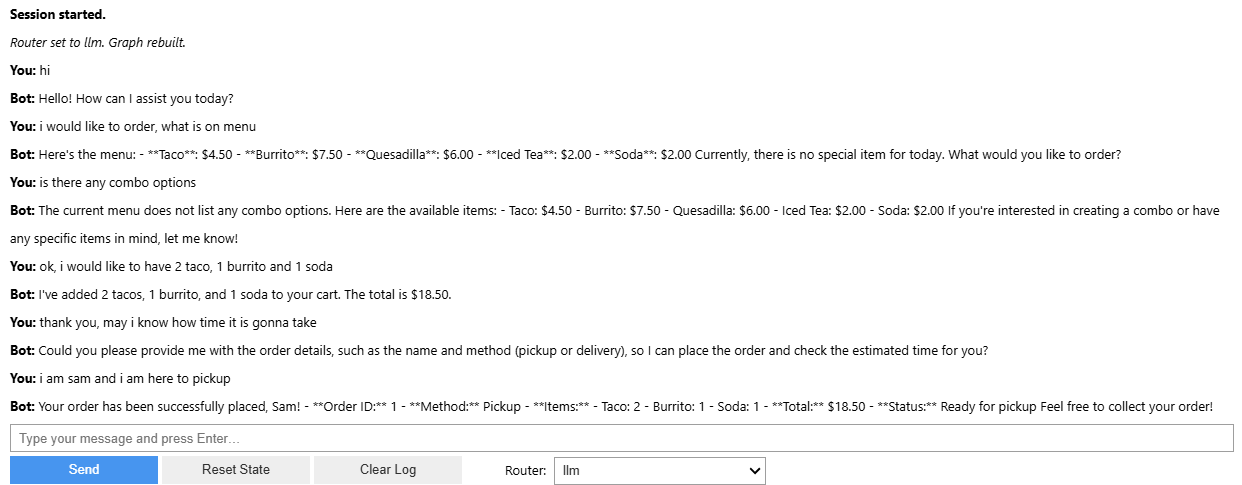 Session started.
Router set to llm. Graph rebuilt.
You: hi
Bot: Hello! How can I assist you today?
You: i would like to order, what is on menu
Bot: Here's the menu: - **Taco**: $4.50 - **Burrito**: $7.50 - **Quesadilla**: $6.00 - **Iced Tea**: $2.00 - **Soda**: $2.00 Currently, there is no special item for today. What would you like to order?
You: is there any combo options
Bot: The current menu does not list any combo options. Here are the available items: - Taco: $4.50 - Burrito: $7.50 - Quesadilla: $6.00 - Iced Tea: $2.00 - Soda: $2.00 If you're interested in creating a combo or have
any specific items in mind, let me know!
You: ok, i would like to have 2 taco, 1 burrito and 1 soda
Bot: I've added 2 tacos, 1 burrito, and 1 soda to your cart. The total is $18.50.
You: thank you, may i know how time it is gonna take
Bot: Could you please provide me with the order details, such as the name and method (pickup or delivery), so I can place the order and check the estimated time for you?
You: i am sam and i am here to pickup
Bot: Your order has been successfully placed, Sam! - **Order ID:** 1 - **Method:** Pickup - **Items:** - Taco: 2 - Burrito: 1 - Soda: 1 - **Total:** $18.50 - **Status:** Ready for pickup Feel free to collect your order!
Type your message and press Enter...
Send Reset State Clear Log Router: llm